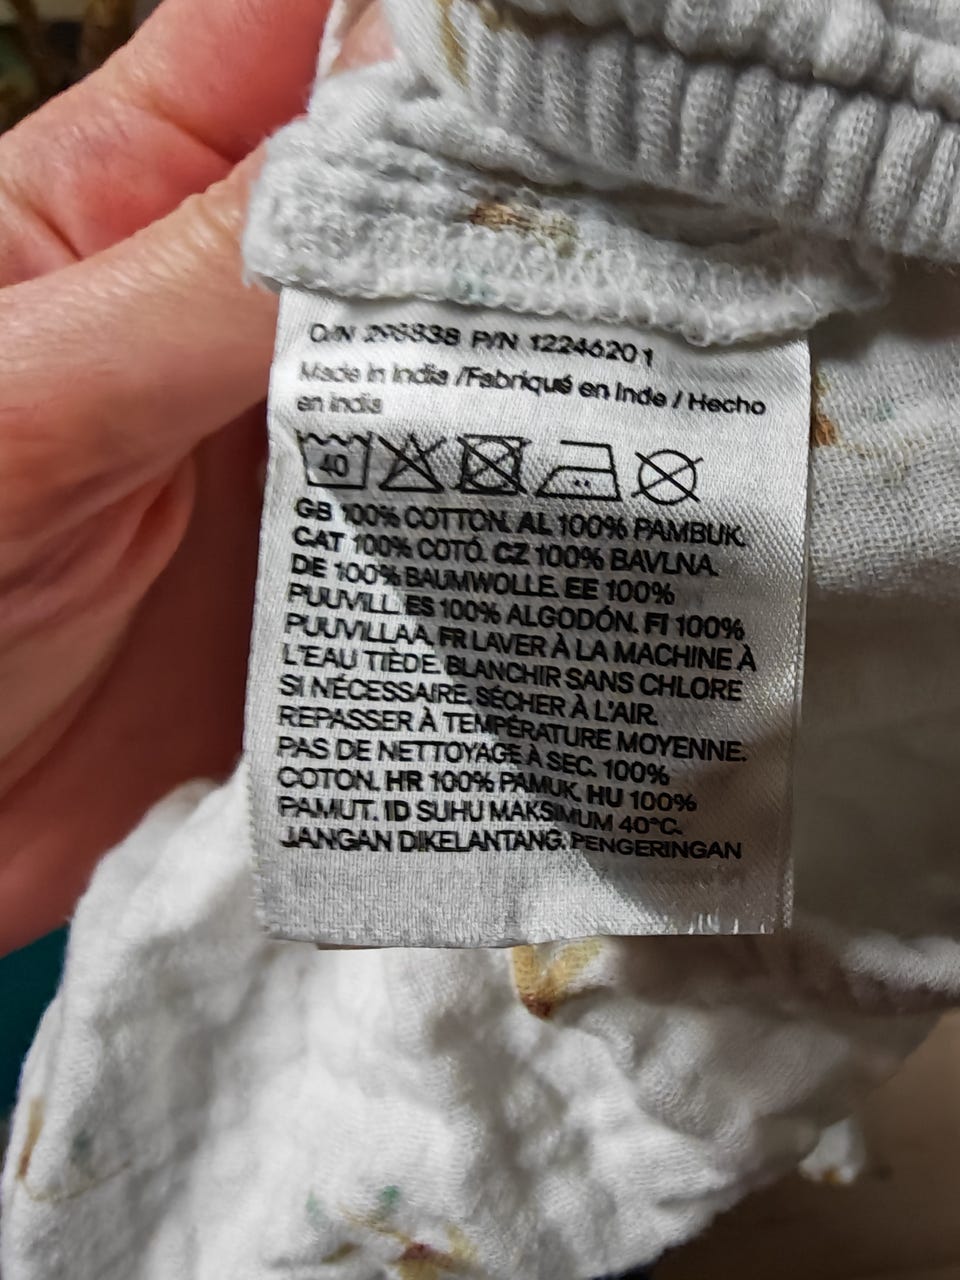 O/N 298838 P/N 12246201
Made in India /Fabriqué en Inde / Hecho
en India
40
GB 100% COTTON. AL 100% PAMBUK.
CAT 100% COTÓ. CZ 100% BAVLNA.
DE 100% BAUMWOLLE. EE 100%
PUUVILL. ES 100% ALGODÓN. FI 100%
PUUVILLAA. FR LAVER À LA MACHINE À
L'EAU TIÈDE. BLANCHIR SANS CHLORE
SI NÉCESSAIRE. SÉCHER À L'AIR.
REPASSER À TEMPÉRATURE MOYENNE.
PAS DE NETTOYAGE À SEC. 100%
COTON. HR 100% PAMUK. HU 100%
PAMUT. ID SUHU MAKSIMUM 40°C.
JANGAN DIKELANTANG. PENGERINGAN